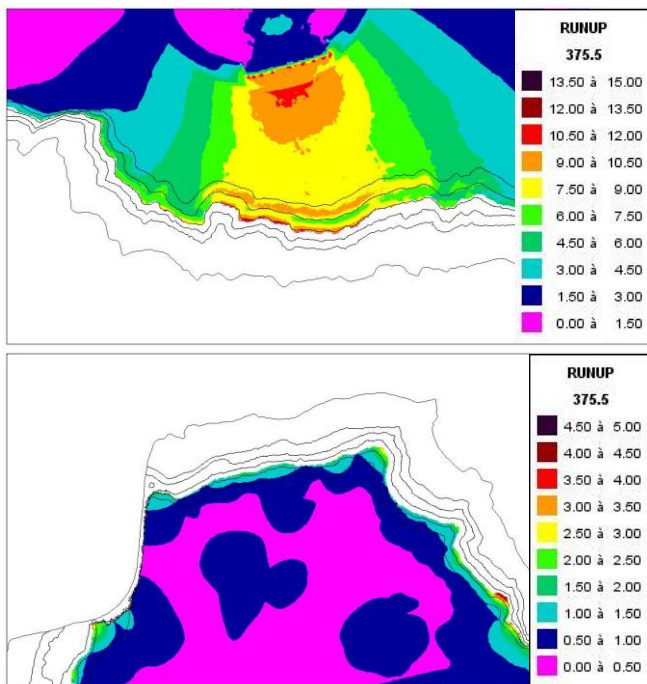 RUNUP
375.5
13.50 à 15.00
12.00 à 13.50
10.50 à 12.00
9.00 à 10.50
7.50 à 9.00
6.00 à 7.50
4.50 à 6.00
3.00 à 4.50
1.50 à 3.00
0.00 à 1.50
RUNUP
375.5
4.50 à 5.00
4.00 à 4.50
3.50 à 4.00
3.00 à 3.50
2.50 à 3.00
2.00 à 2.50
1.50 à 2.00
1.00 à 1.50
0.50 à 1.00
0.00 à 0.50